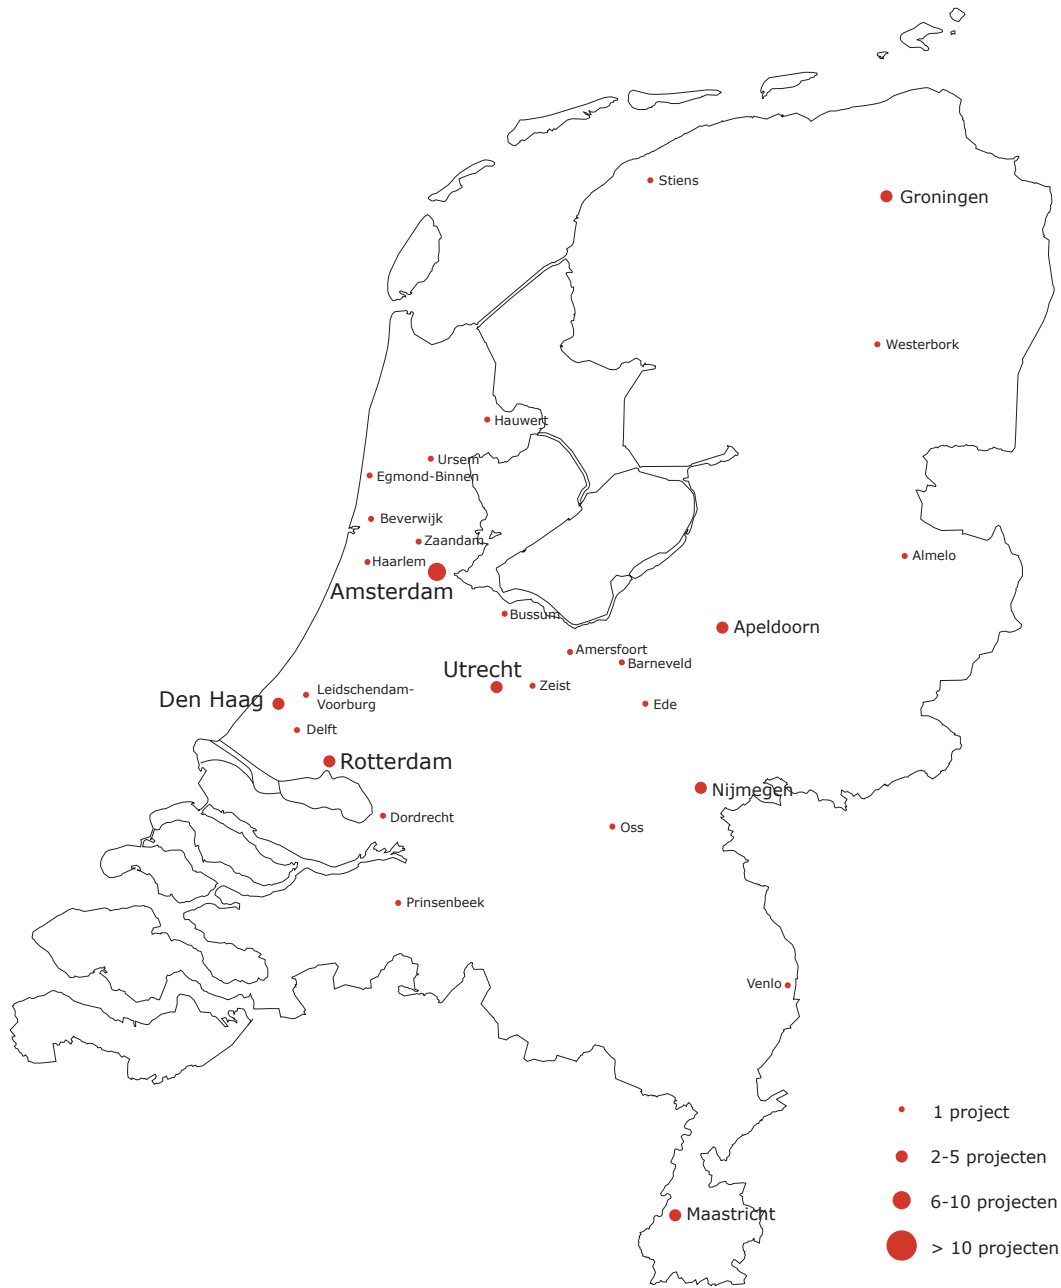 Stiens
Groningen
Westerbork
Hauwert
Ursem
Egmond-Binnen
Beverwijk
Zaandam
Haarlem
Almelo
Amsterdam
Bussum
Apeldoorn
Amersfoort
Barneveld
Utrecht
Zeist
Den Haag
Leidschendam-
Voorburg
Ede
Delft
Rotterdam
Nijmegen
Dordrecht
Oss
Prinsenbeek
Venlo
1 project
2-5 projecten
6-10 projecten
Maastricht
> 10 projecten